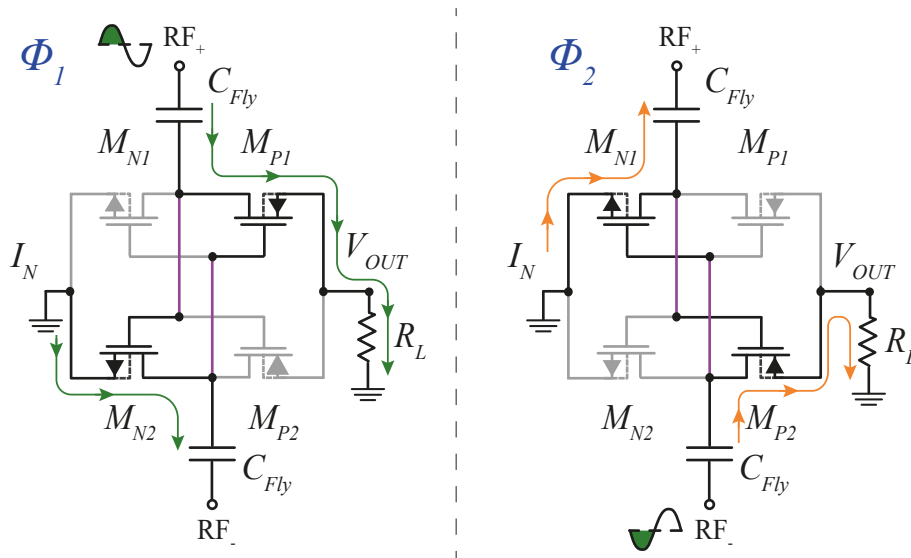 Φ1
RF+
CFly
MN1
MP1
IN
VOUT
RL
MN2
MP2
CFly
RF-
Φ2
RF+
CFly
MN1
MP1
IN
VOUT
RL
MN2
MP2
CFly
RF-